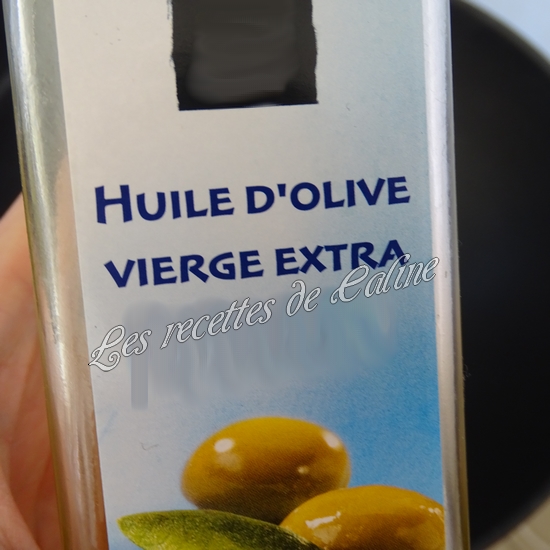 HUILE D'OLIVE
VIERGE EXTRA
Les recettes de Caline